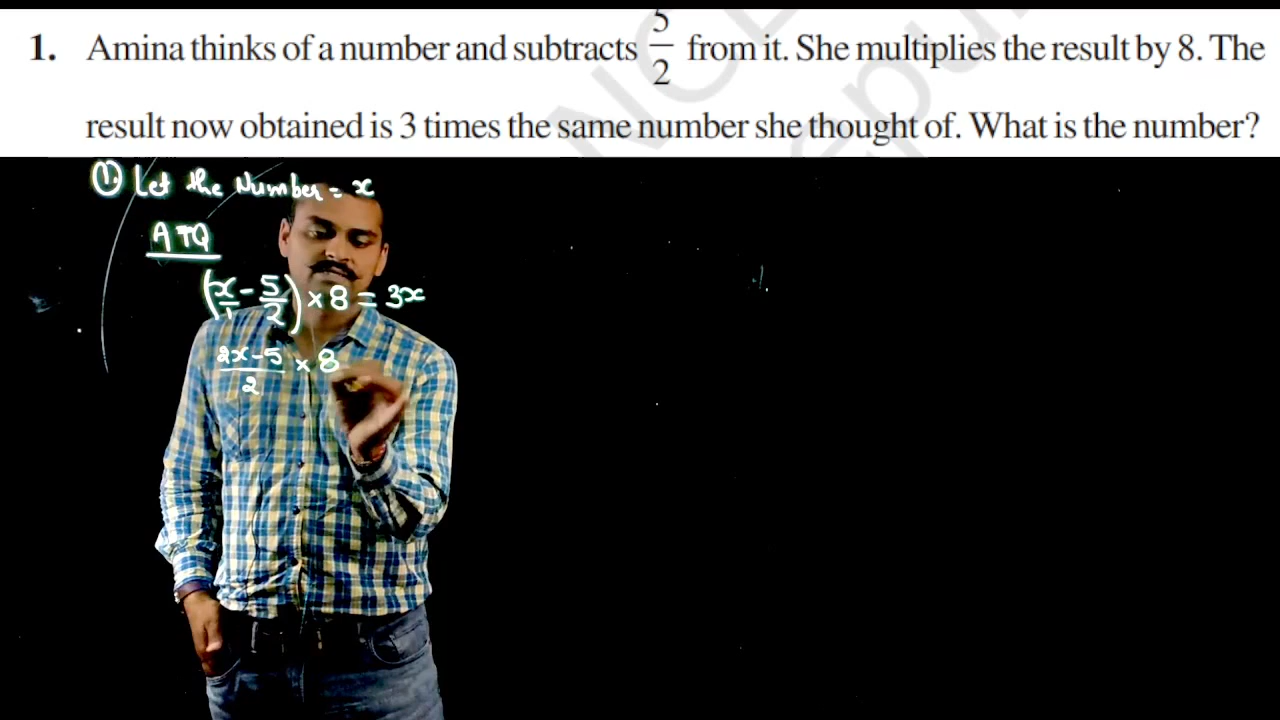 1. Amina thinks of a number and subtracts 5/2 from it. She multiplies the result by 8. The
result now obtained is 3 times the same number she thought of. What is the number?
① Let the Number = x
ATQ
(x/1 - 5/2) × 8 = 3x
2x-5/2 × 8